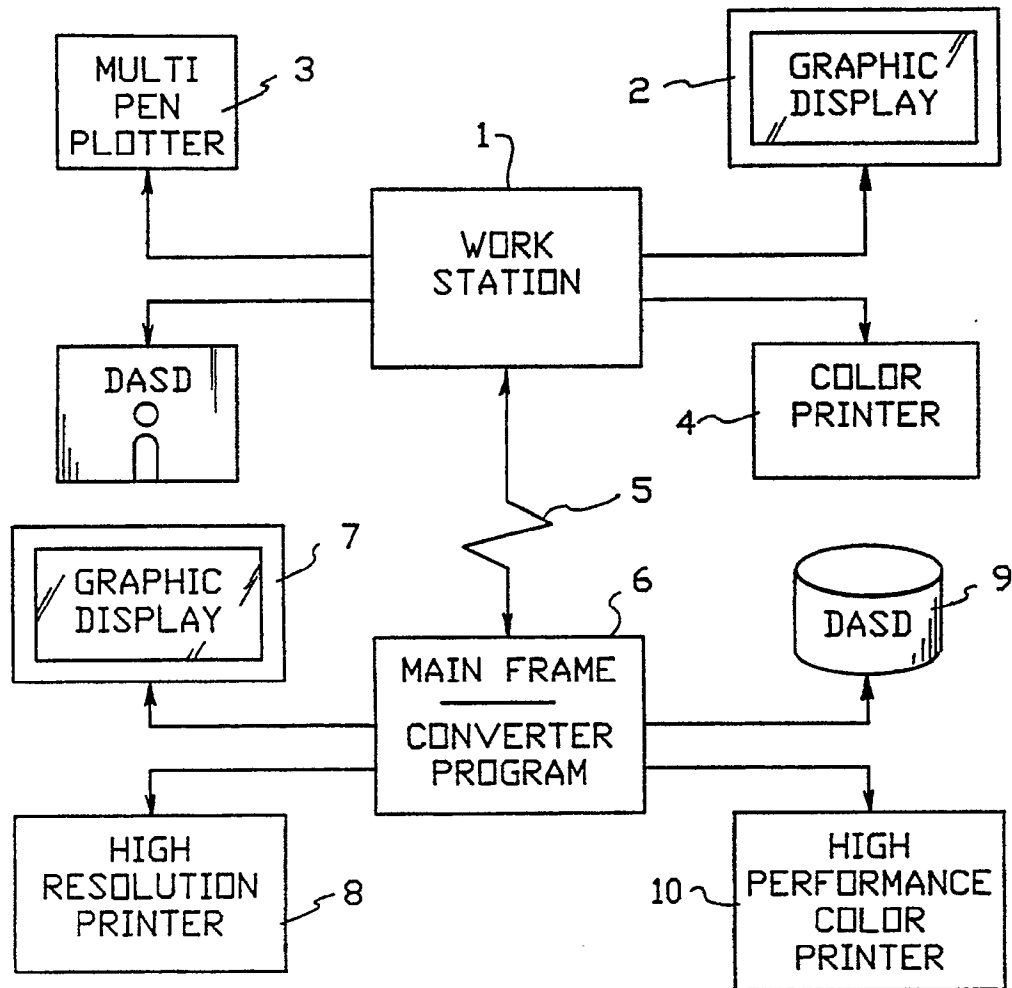 MULTI
PEN
PLOTTER
3
2
GRAPHIC
DISPLAY
1
WORK
STATION
DASD
COLOR
PRINTER
4
5
7
GRAPHIC
DISPLAY
6
MAIN FRAME
CONVERTER
PROGRAM
DASD
9
HIGH
RESOLUTION
PRINTER
8
10
HIGH
PERFORMANCE
COLOR
PRINTER